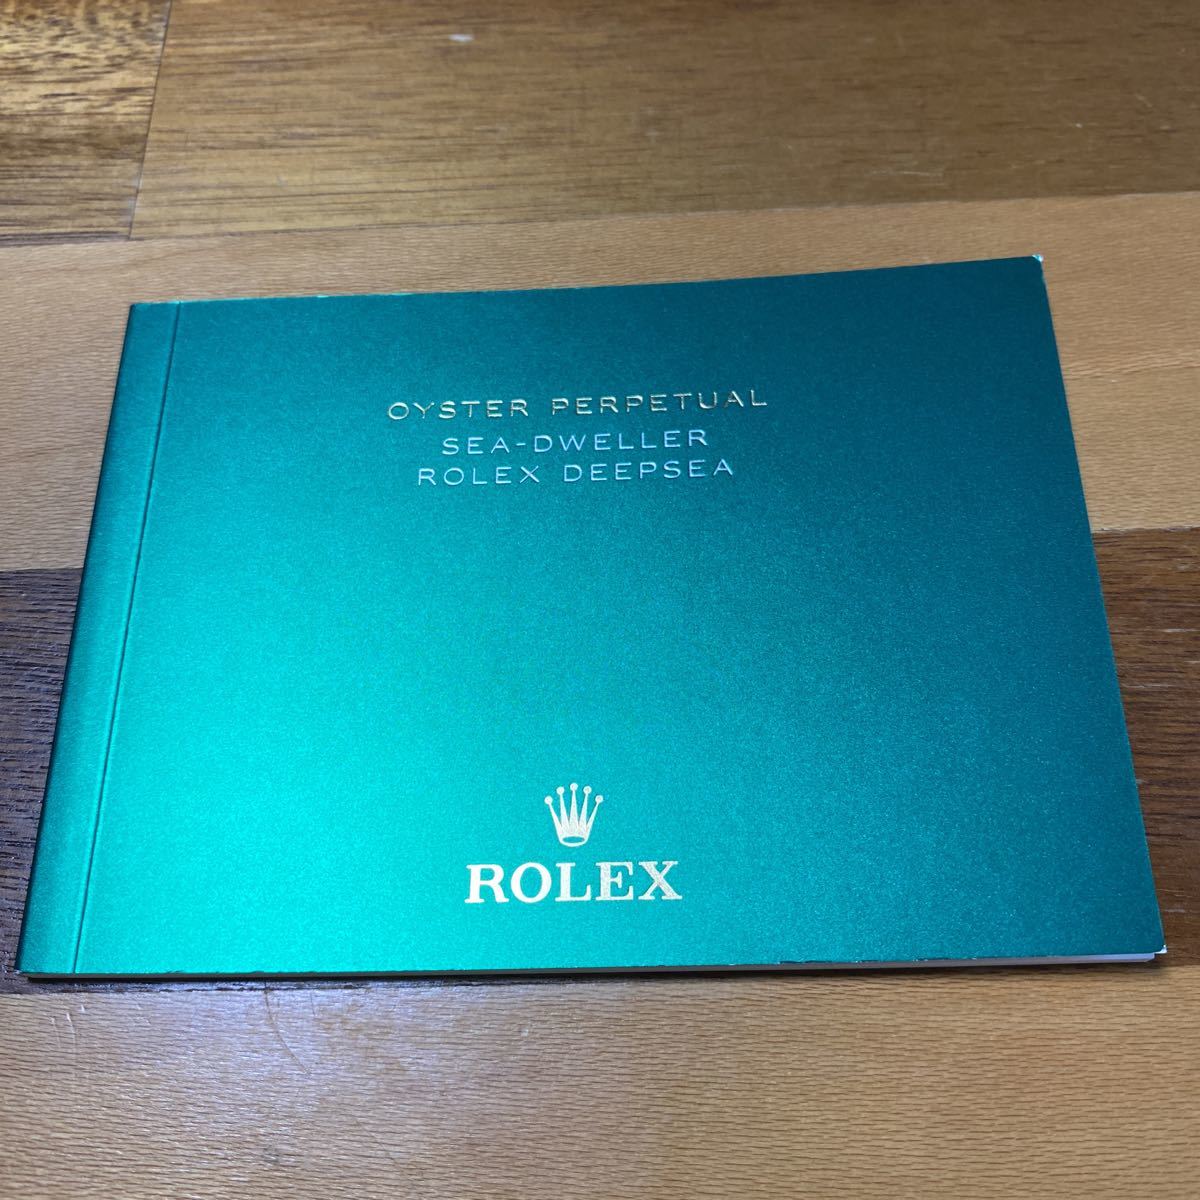 OYSTER PERPETUAL
SEA-DWELLER
ROLEX DEEPSEA
ROLEX